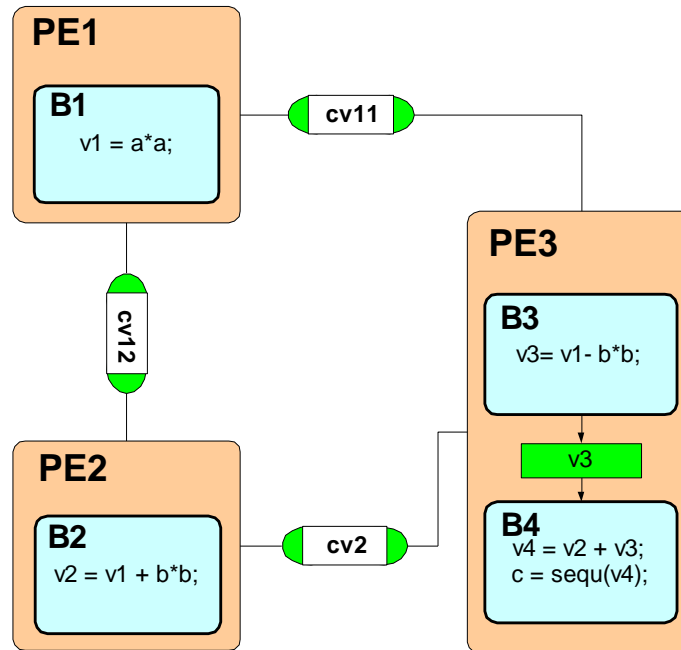 PE1
B1
v1 = a*a;
cv11
cv12
PE3
B3
v3= v1- b*b;
v3
B4
v4 = v2 + v3;
c = sequ(v4);
PE2
B2
v2 = v1 + b*b;
cv2